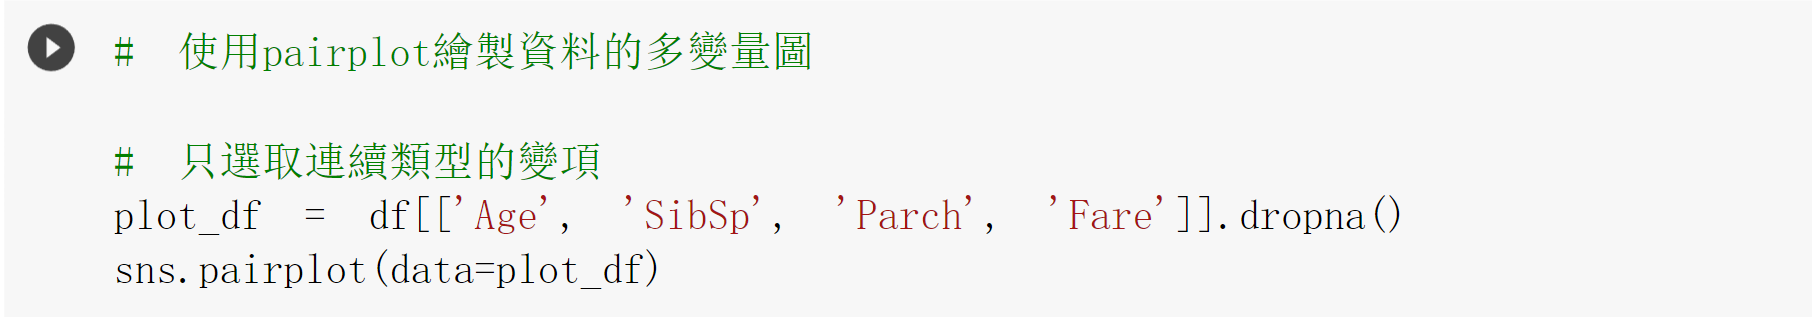 # 使用pairplot繪製資料的多變量圖
# 只選取連續類型的變項
plot_df = df[['Age', 'SibSp', 'Parch', 'Fare']].dropna()
sns.pairplot(data=plot_df)